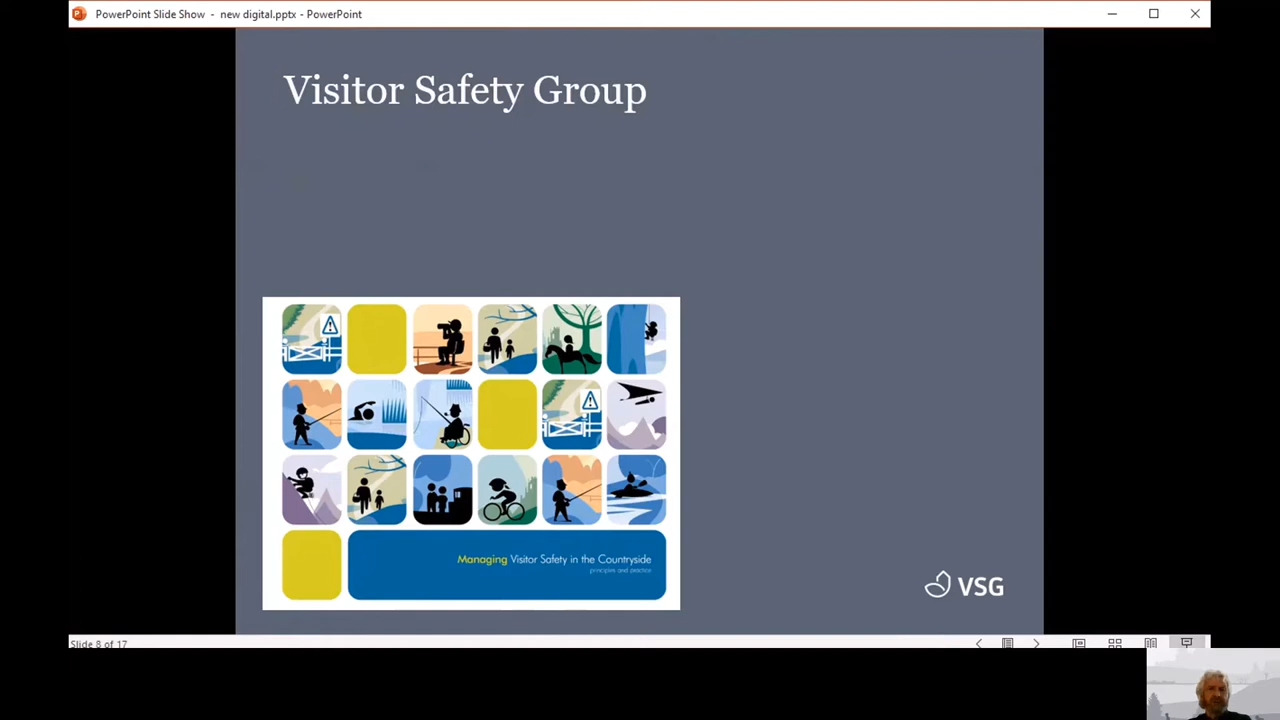 PowerPoint Slide Show - new digital.pptx - PowerPoint
Visitor Safety Group
Managing Visitor Safety in the Countryside
principles and practice
VSG
Slide 8 of 17